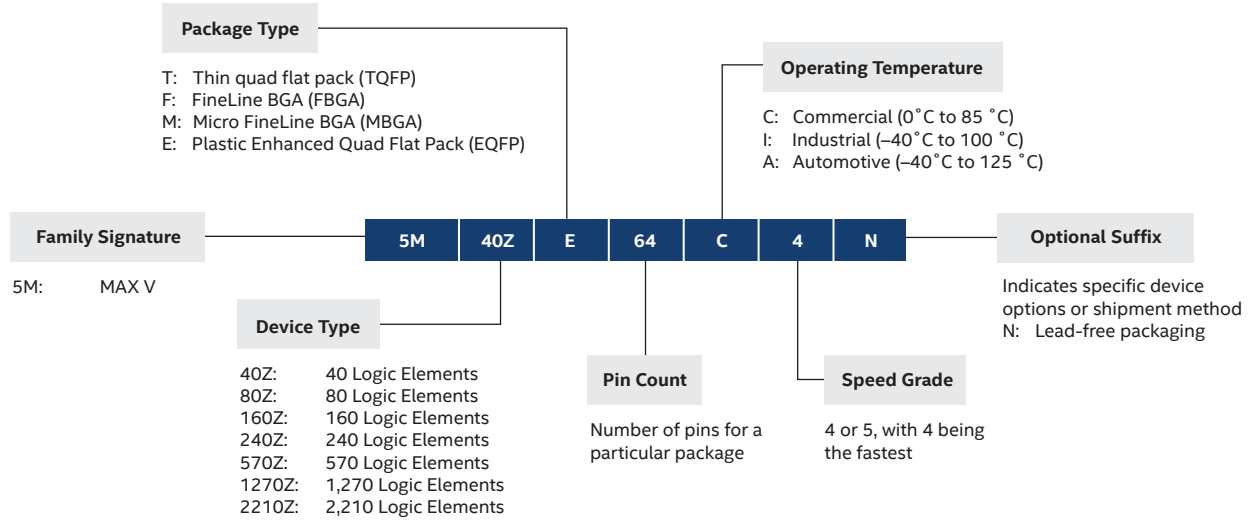 Package Type
T: Thin quad flat pack (TQFP)
F: FineLine BGA (FBGA)
M: Micro FineLine BGA (MBGA)
E: Plastic Enhanced Quad Flat Pack (EQFP)
Operating Temperature
C: Commercial (0˚C to 85 ˚C)
I: Industrial (–40˚C to 100 ˚C)
A: Automotive (–40˚C to 125 ˚C)
Family Signature
5M: MAX V
5M 40Z E 64 C 4 N
Optional Suffix
Indicates specific device
options or shipment method
N: Lead-free packaging
Device Type
40Z: 40 Logic Elements
80Z: 80 Logic Elements
160Z: 160 Logic Elements
240Z: 240 Logic Elements
570Z: 570 Logic Elements
1270Z: 1,270 Logic Elements
2210Z: 2,210 Logic Elements
Pin Count
Number of pins for a
particular package
Speed Grade
4 or 5, with 4 being
the fastest